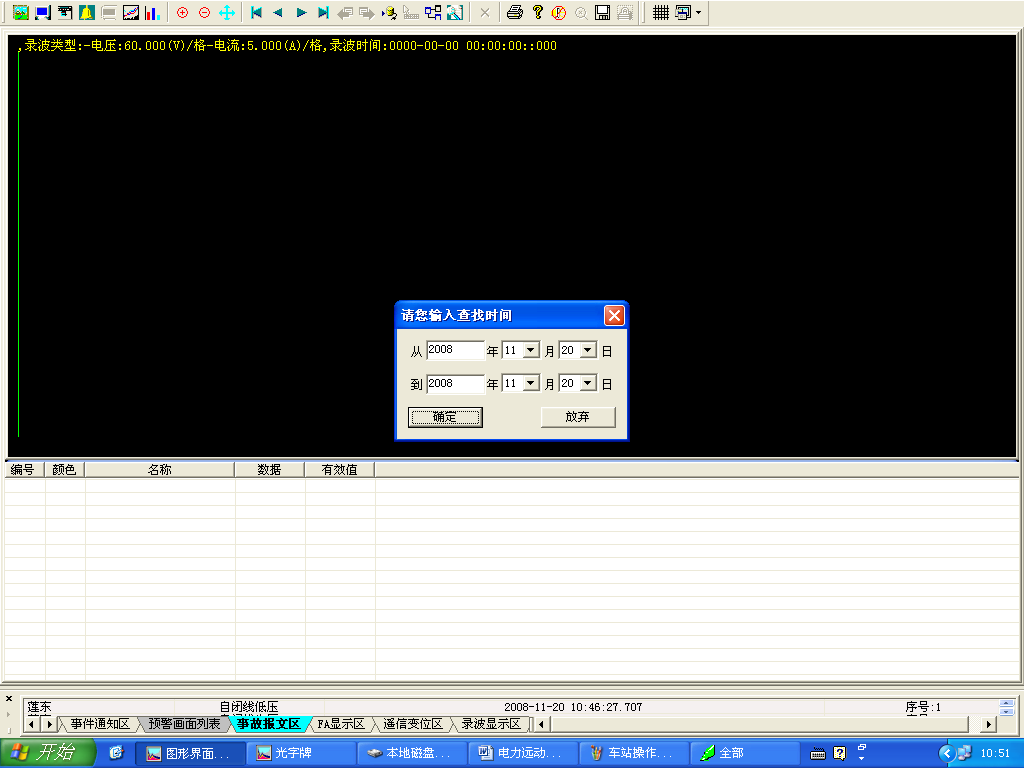 ,录波类型:-电压:60.000(V)/格-电流:5.000(A)/格,录波时间:0000-00-00 00:00:00::000
请您输入查找时间
从 2008 年 11 月 20 日
到 2008 年 11 月 20 日
确定 放弃
编号 颜色 名称 数据 有效值
莲东 自闭线低压 2008-11-20 10:46:27.707 序号:1
事件通知区 预警画面列表 事故报文区 FA显示区 遥信变位区 录波显示区
开始 图形界面... 光字牌 本地磁盘... 电力远动... 车站操作... 全部 10:51